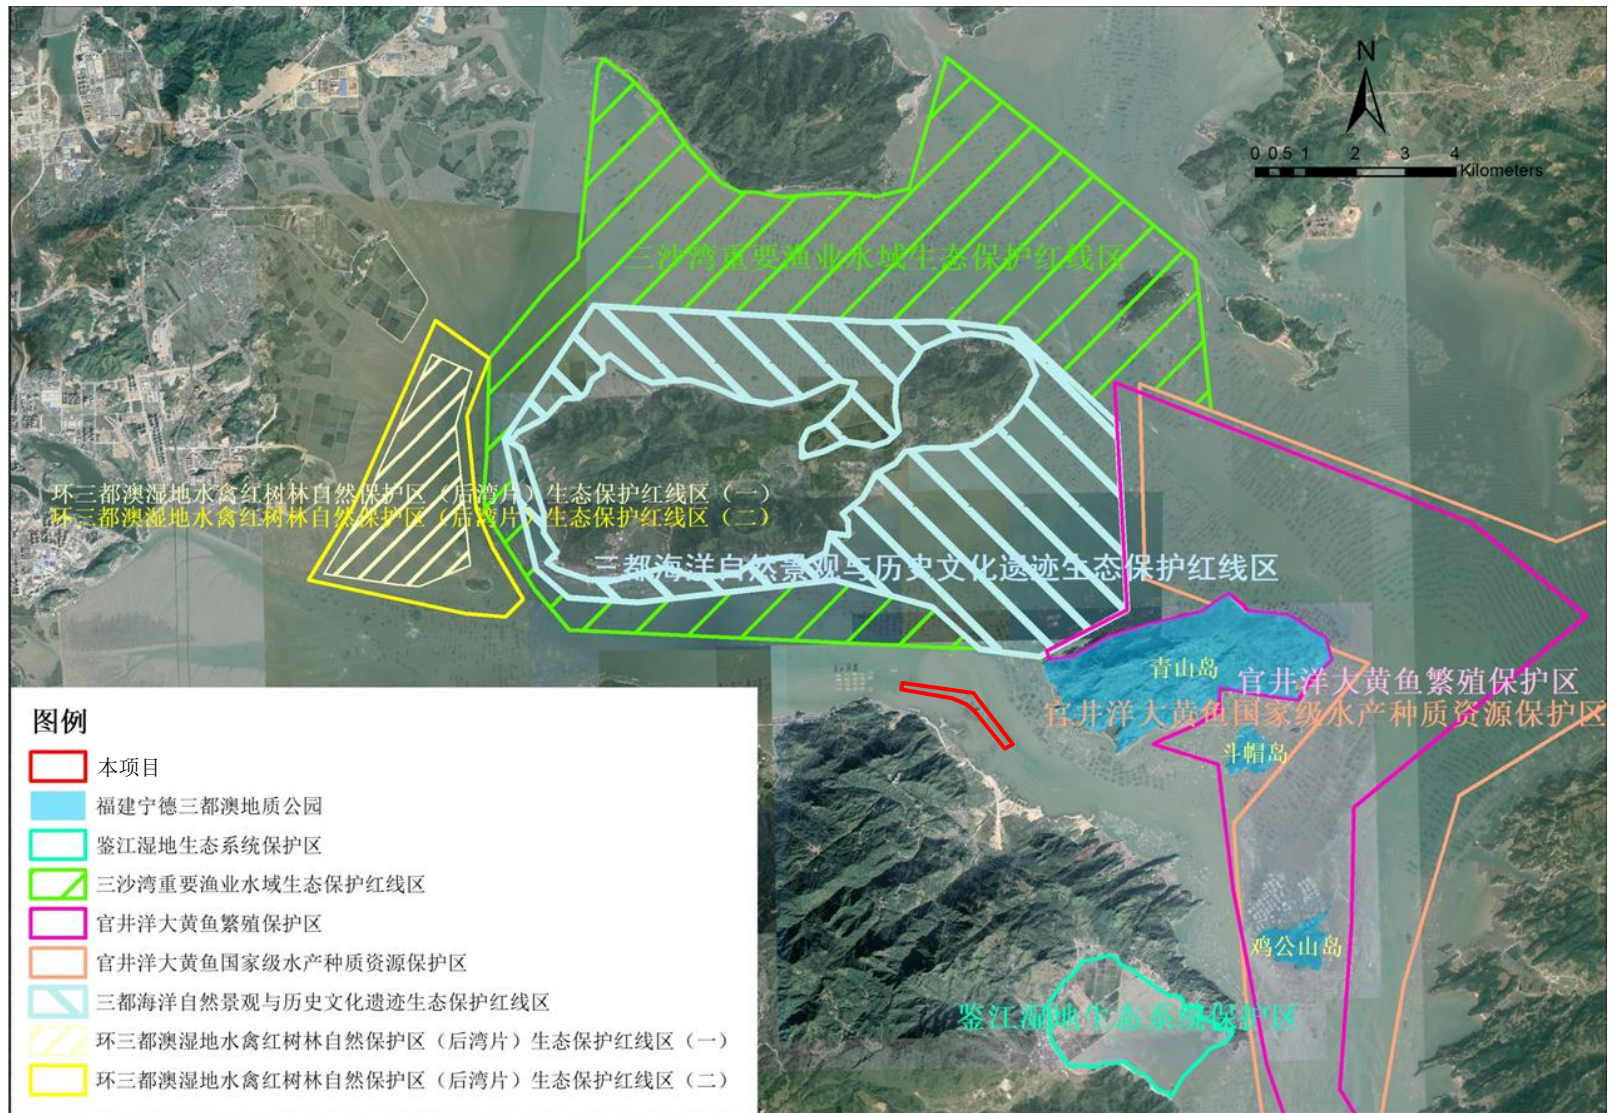 N
0 0.5 1 2 3 4
Kilometers
三沙湾重要渔业水域生态保护红线区
环三都澳湿地水禽红树林自然保护区（后湾片）生态保护红线区（一）
环三都澳湿地水禽红树林自然保护区（后湾片）生态保护红线区（二）
三都海洋自然景观与历史文化遗迹生态保护红线区
青山岛
官井洋大黄鱼繁殖保护区
官井洋大黄鱼国家级水产种质资源保护区
斗帽岛
鸡公山岛
鉴江湿地生态系统保护区
图例
本项目
福建宁德三都澳地质公园
鉴江湿地生态系统保护区
三沙湾重要渔业水域生态保护红线区
官井洋大黄鱼繁殖保护区
官井洋大黄鱼国家级水产种质资源保护区
三都海洋自然景观与历史文化遗迹生态保护红线区
环三都澳湿地水禽红树林自然保护区（后湾片）生态保护红线区（一）
环三都澳湿地水禽红树林自然保护区（后湾片）生态保护红线区（二）